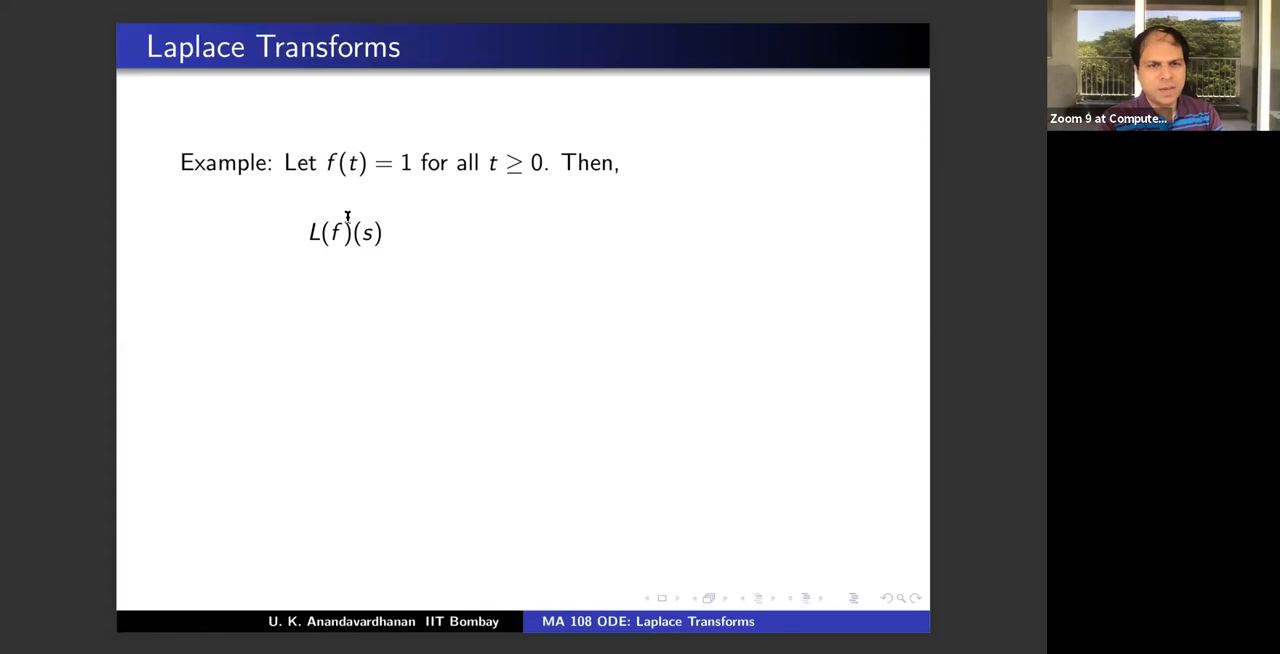 Laplace Transforms
Zoom 9 at Compute...
Example: Let f(t) = 1 for all t ≥ 0. Then,
L(f)(s)
U. K. Anandavardhanan IIT Bombay MA 108 ODE: Laplace Transforms